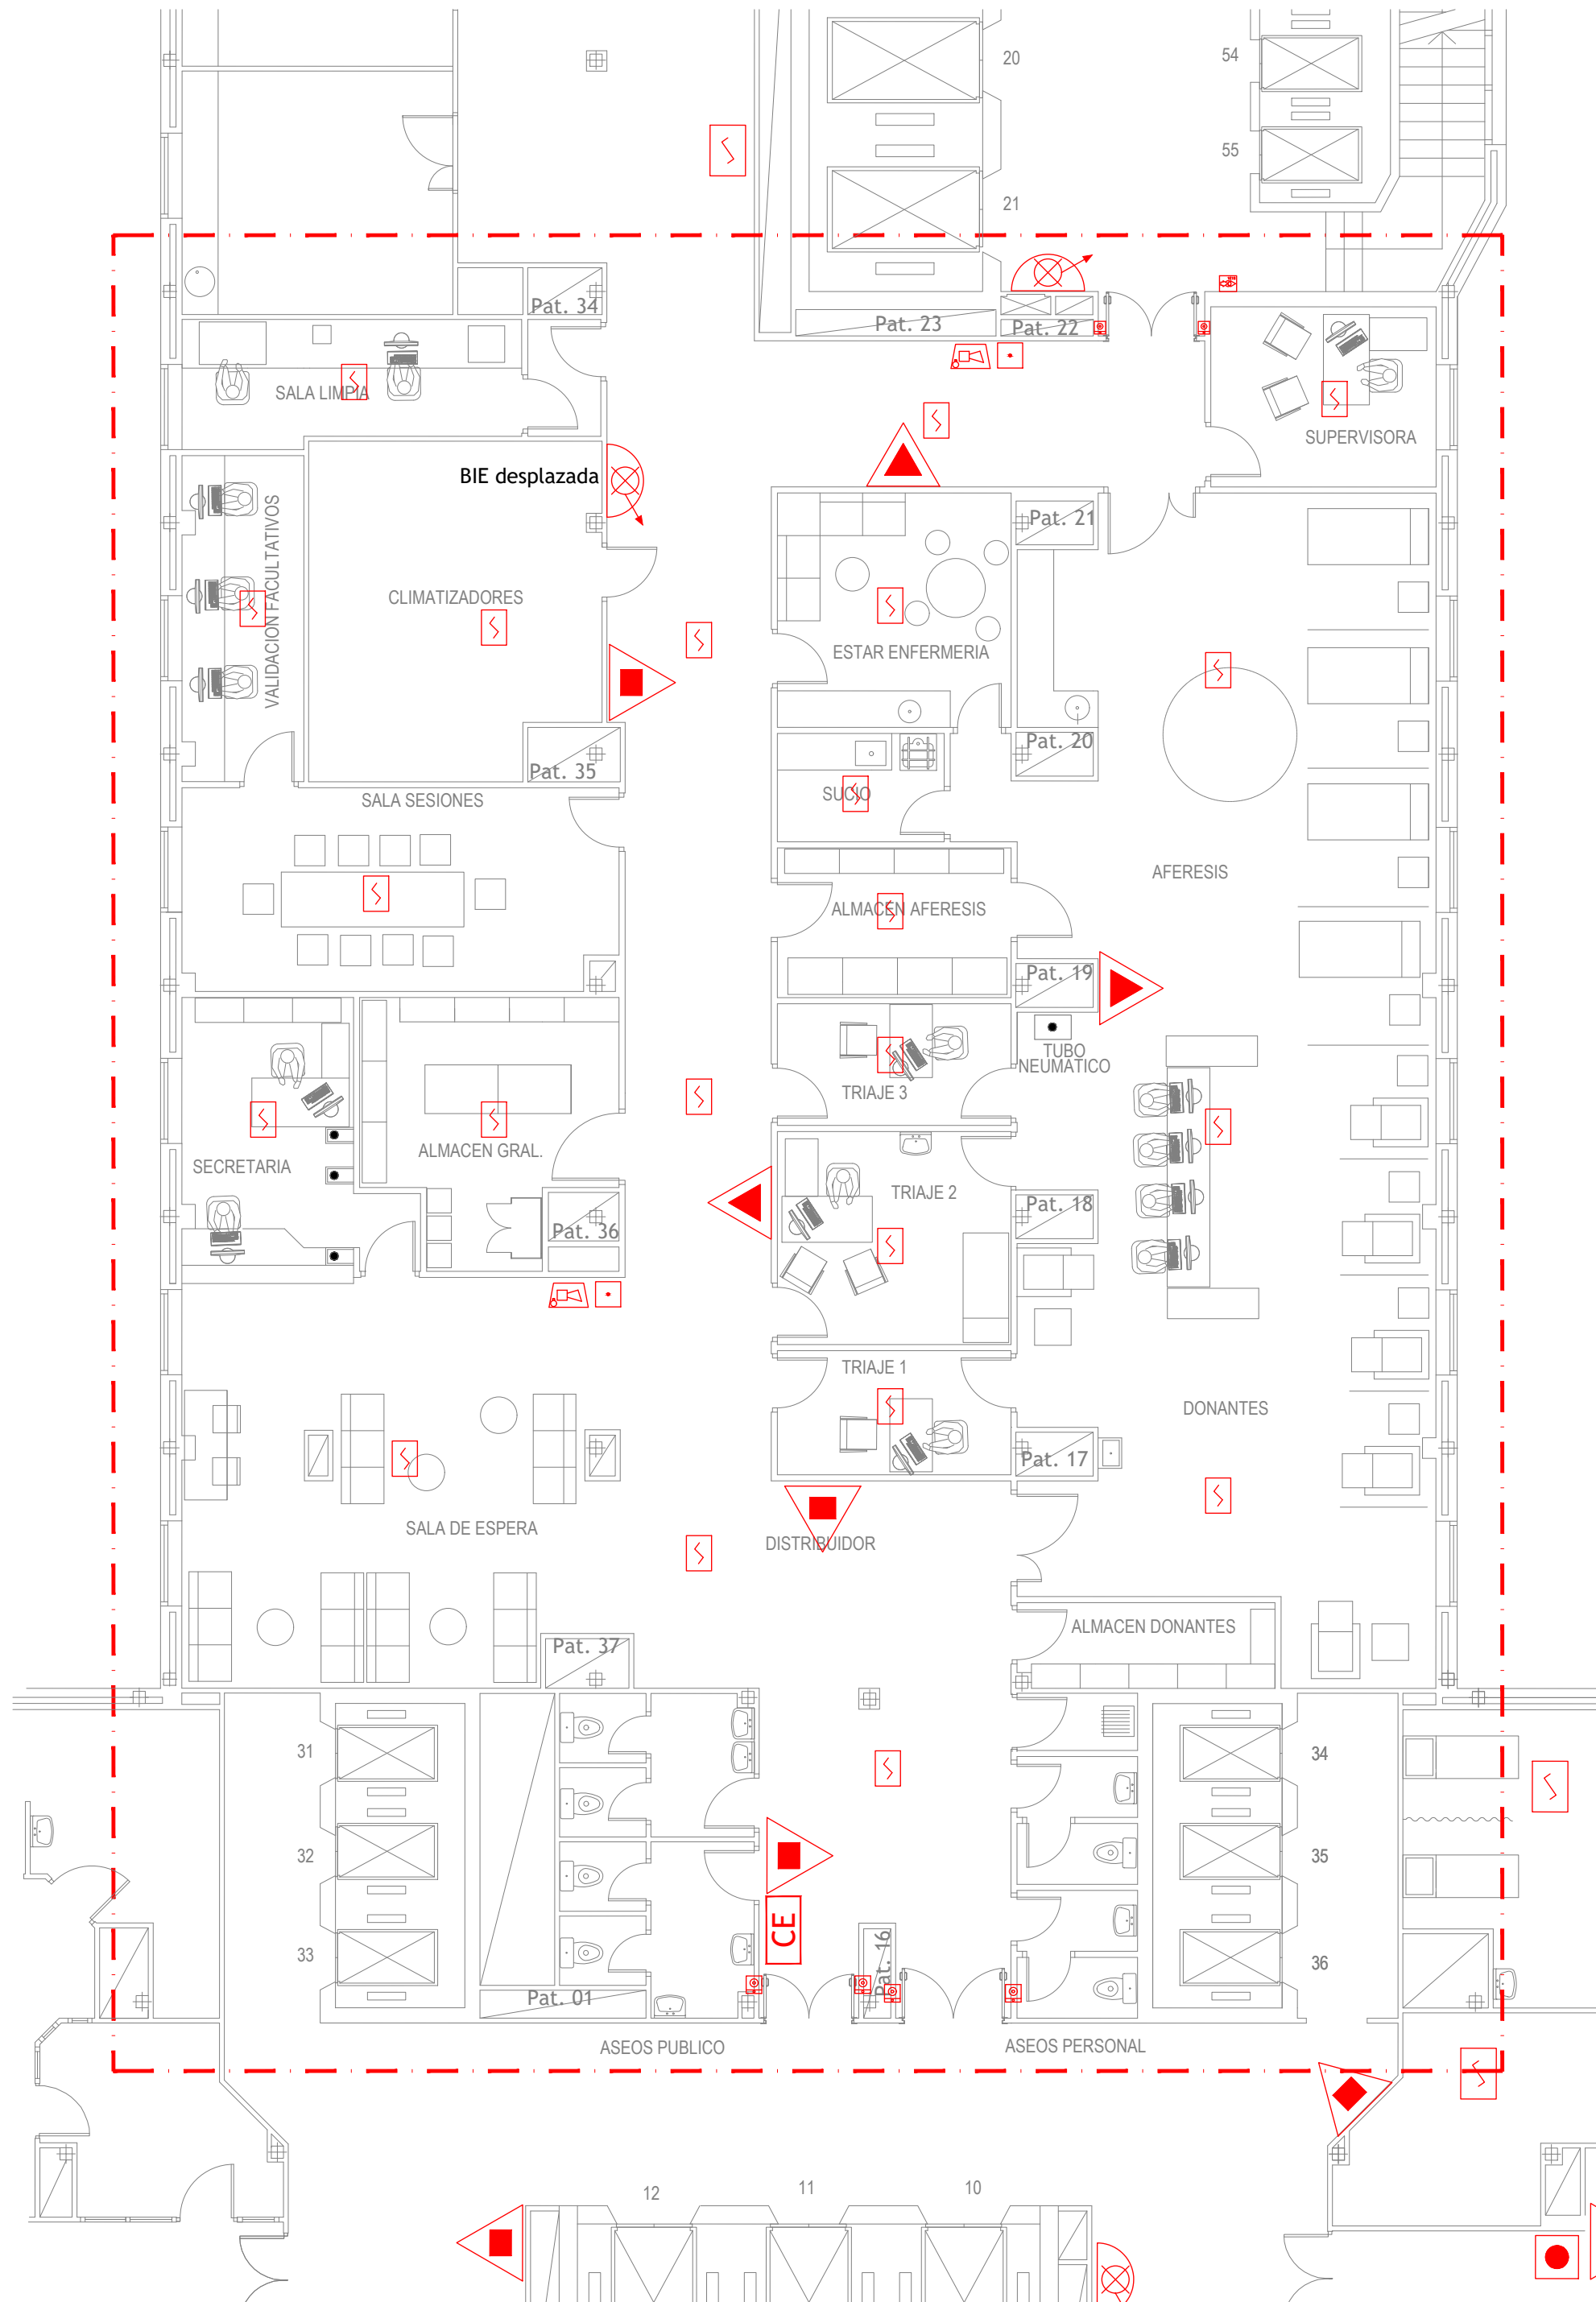 20
54
55
21
Pat. 34
Pat. 23
Pat. 22
SALA LIMPIA
SUPERVISORA
BIE desplazada
VALIDACION FACULTATIVOS
Pat. 21
CLIMATIZADORES
ESTAR ENFERMERIA
Pat. 20
Pat. 35
SALA SESIONES
SUCIO
AFERESIS
ALMACEN AFERESIS
Pat. 19
TUBO
NEUMATICO
TRIAJE 3
ALMACEN GRAL.
SECRETARIA
TRIAJE 2
Pat. 18
Pat. 36
TRIAJE 1
DONANTES
Pat. 17
SALA DE ESPERA
DISTRIBUIDOR
ALMACEN DONANTES
Pat. 37
31
34
32
35
CE
33
36
Pat. 16
Pat. 01
ASEOS PUBLICO
ASEOS PERSONAL
12
11
10